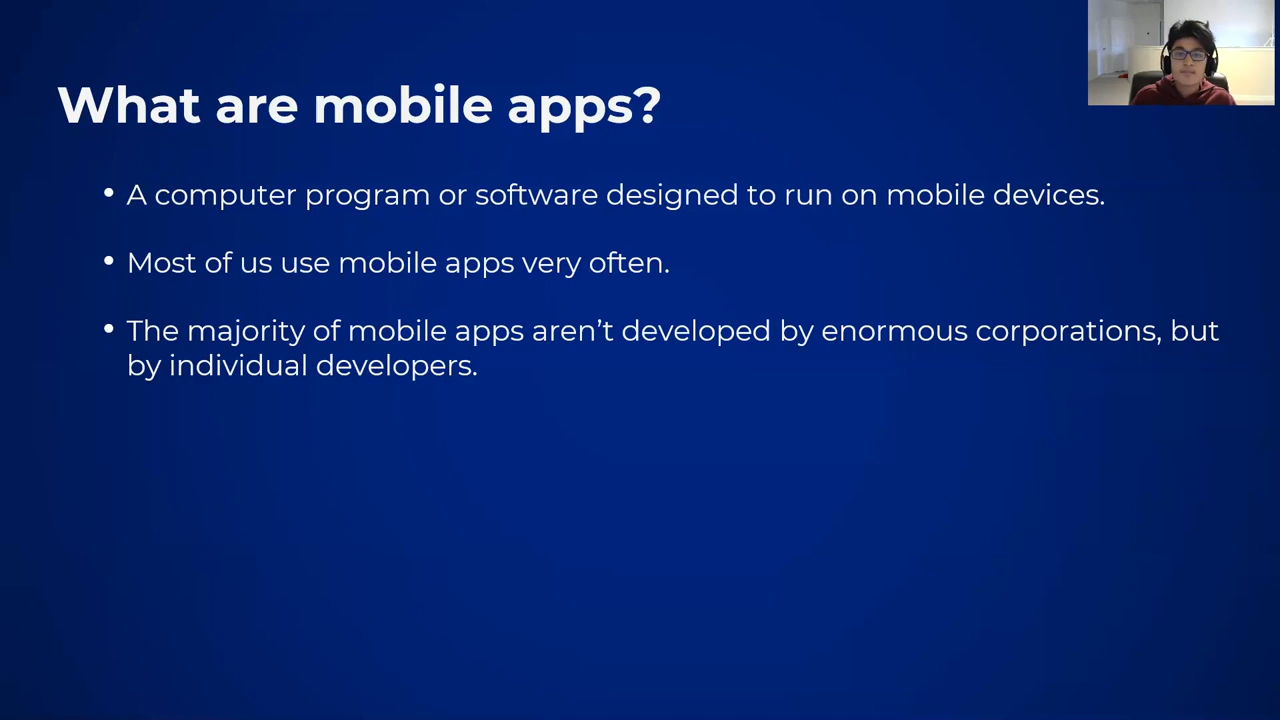 What are mobile apps?
• A computer program or software designed to run on mobile devices.
• Most of us use mobile apps very often.
• The majority of mobile apps aren’t developed by enormous corporations, but
by individual developers.